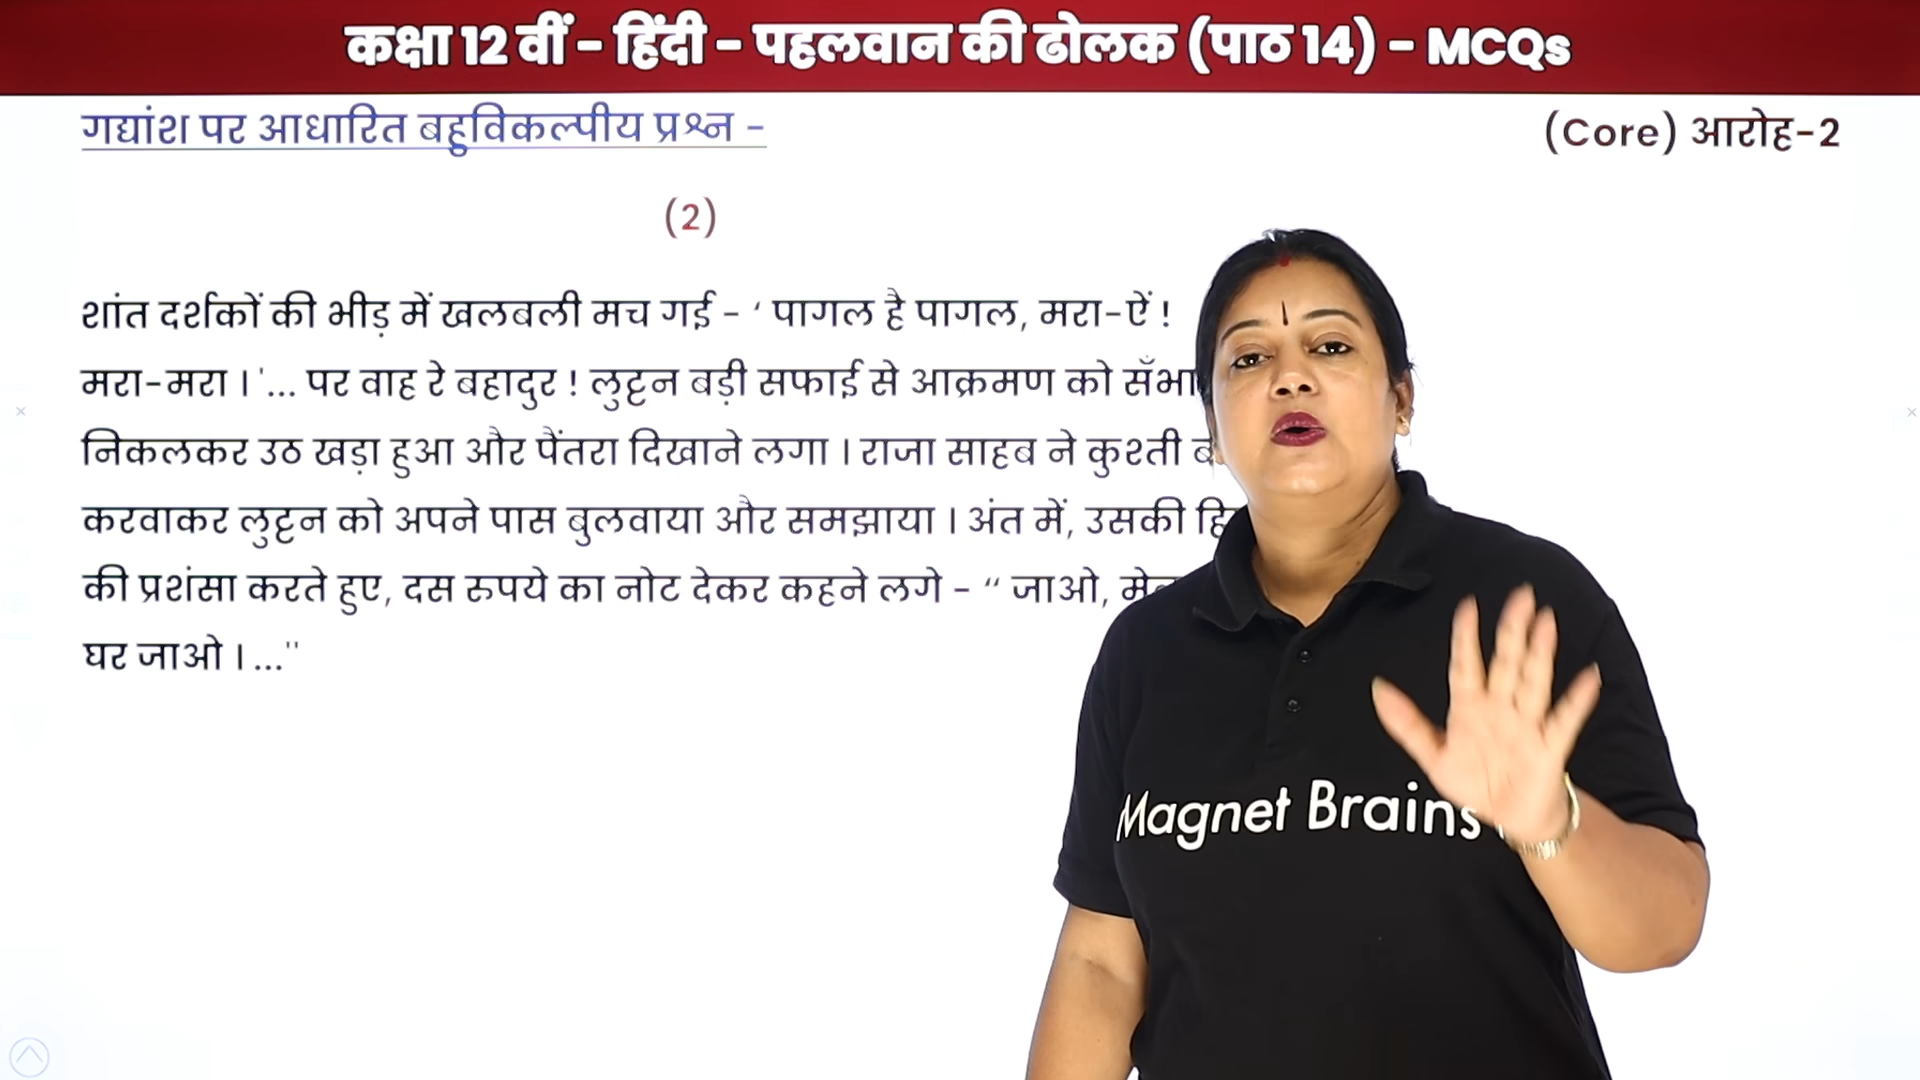 कक्षा 12 वीं - हिंदी - पहलवान की ढोलक (पाठ 14) - MCQs
गद्यांश पर आधारित बहुविकल्पीय प्रश्न -
(Core) आरोह-2
(2)
शांत दर्शकों की भीड़ में खलबली मच गई - ‘ पागल है पागल, मरा-ऐं !
मरा-मरा । '... पर वाह रे बहादुर ! लुट्टन बड़ी सफाई से आक्रमण को
निकलकर उठ खड़ा हुआ और पैंतरा दिखाने लगा । राजा साहब ने कुश्ती
करवाकर लुट्टन को अपने पास बुलवाया और समझाया । अंत में, उसकी
की प्रशंसा करते हुए, दस रुपये का नोट देकर कहने लगे - “ जाओ,
घर जाओ । ..."
Magnet Brains